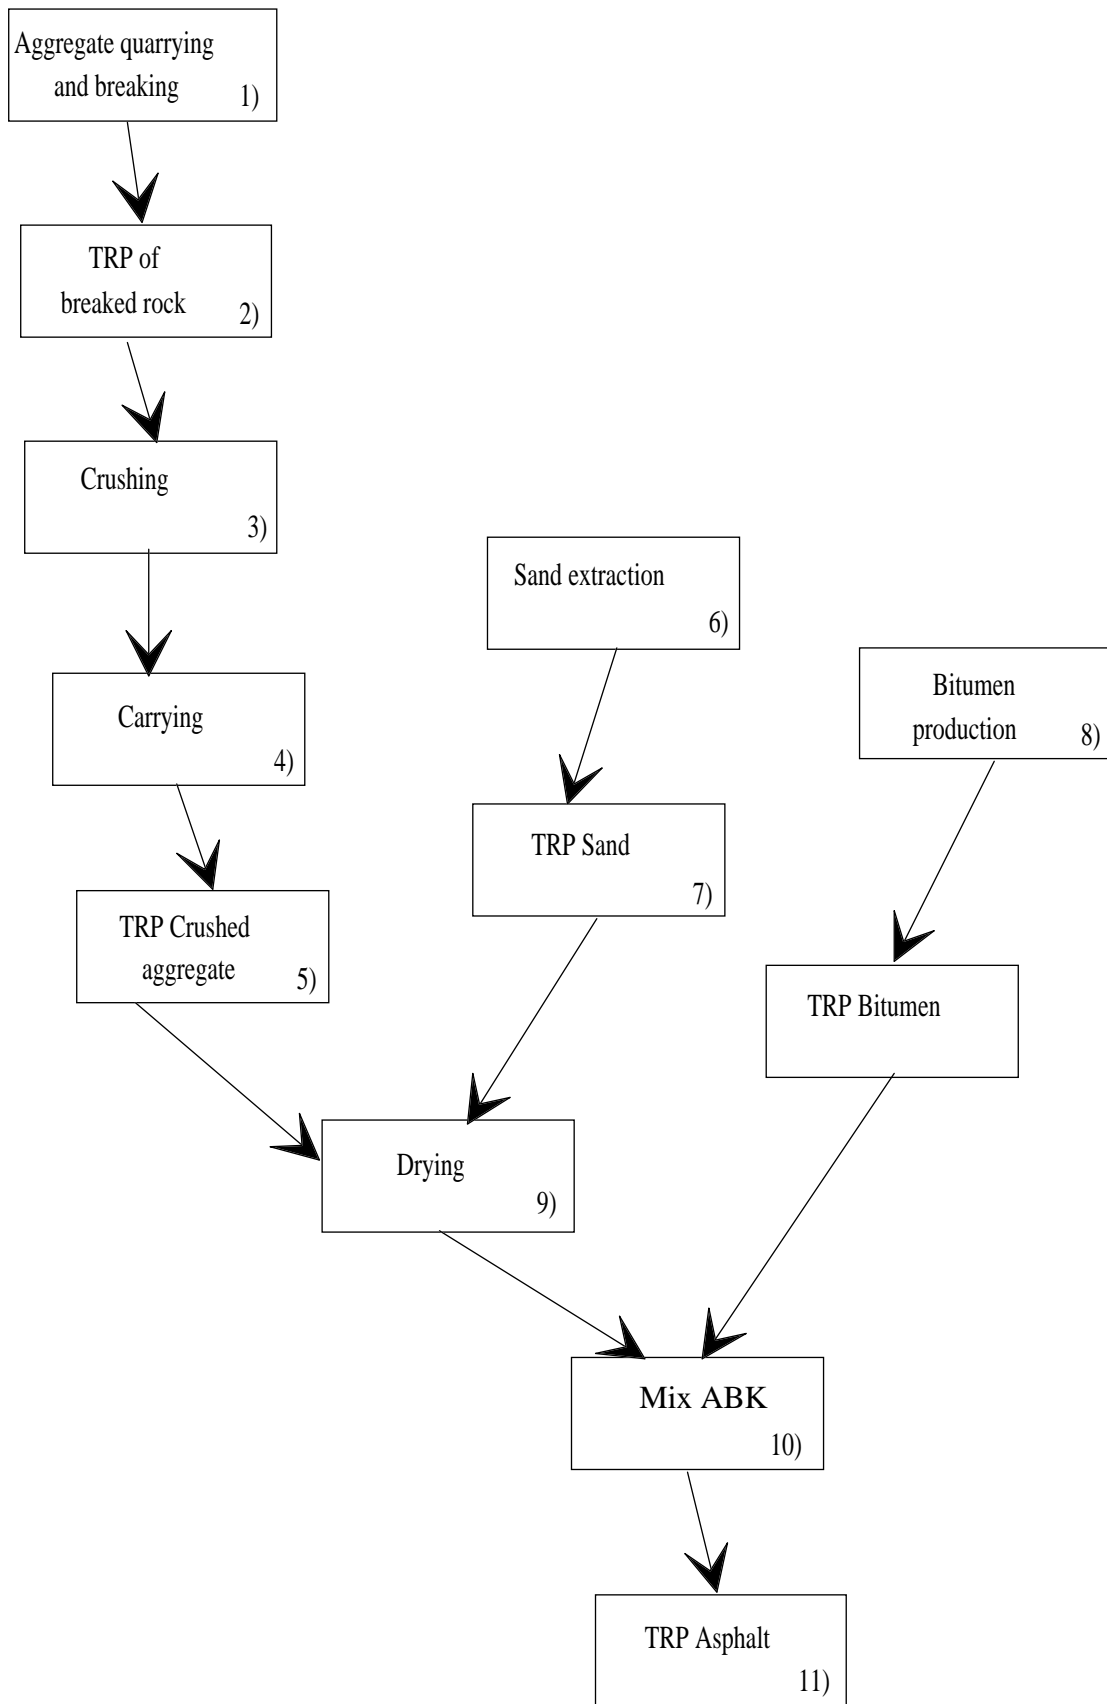 Aggregate quarrying
and breaking
1)
TRP of
breaked rock
2)
Crushing
3)
Carrying
4)
TRP Crushed
aggregate
5)
Sand extraction
6)
TRP Sand
7)
Bitumen
production
8)
TRP Bitumen
Drying
9)
Mix ABK
10)
TRP Asphalt
11)